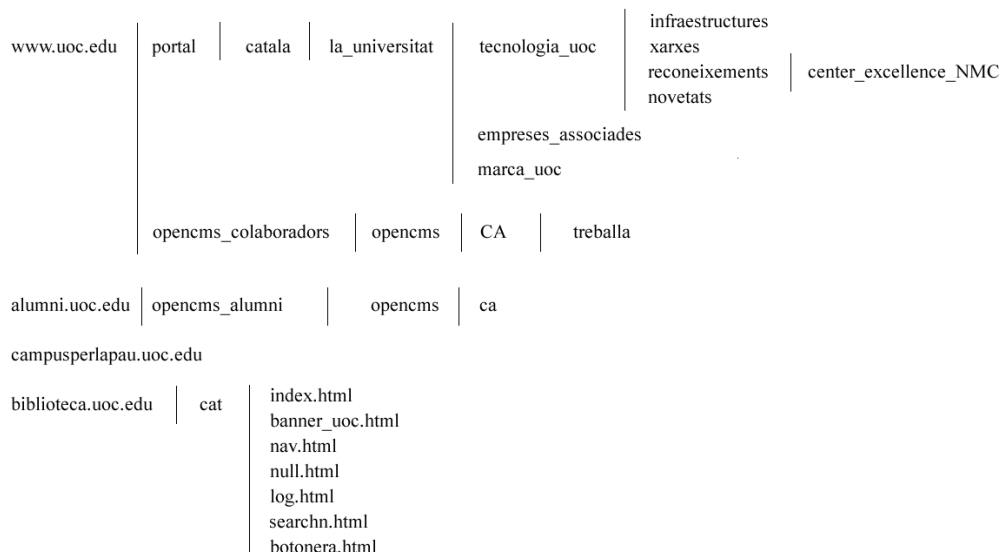 infraestructures
www.uoc.edu portal catala la_universitat tecnologia_uoc xarxes
reconeixements center_excellence_NMC
novetats
empreses_associades
marca_uoc
opencms_colaboradors opencms CA treballa
alumni.uoc.edu opencms_alumni opencms ca
campusperlapau.uoc.edu
index.html
biblioteca.uoc.edu cat
banner_uoc.html
nav.html
null.html
log.html
searchn.html
botonera.html